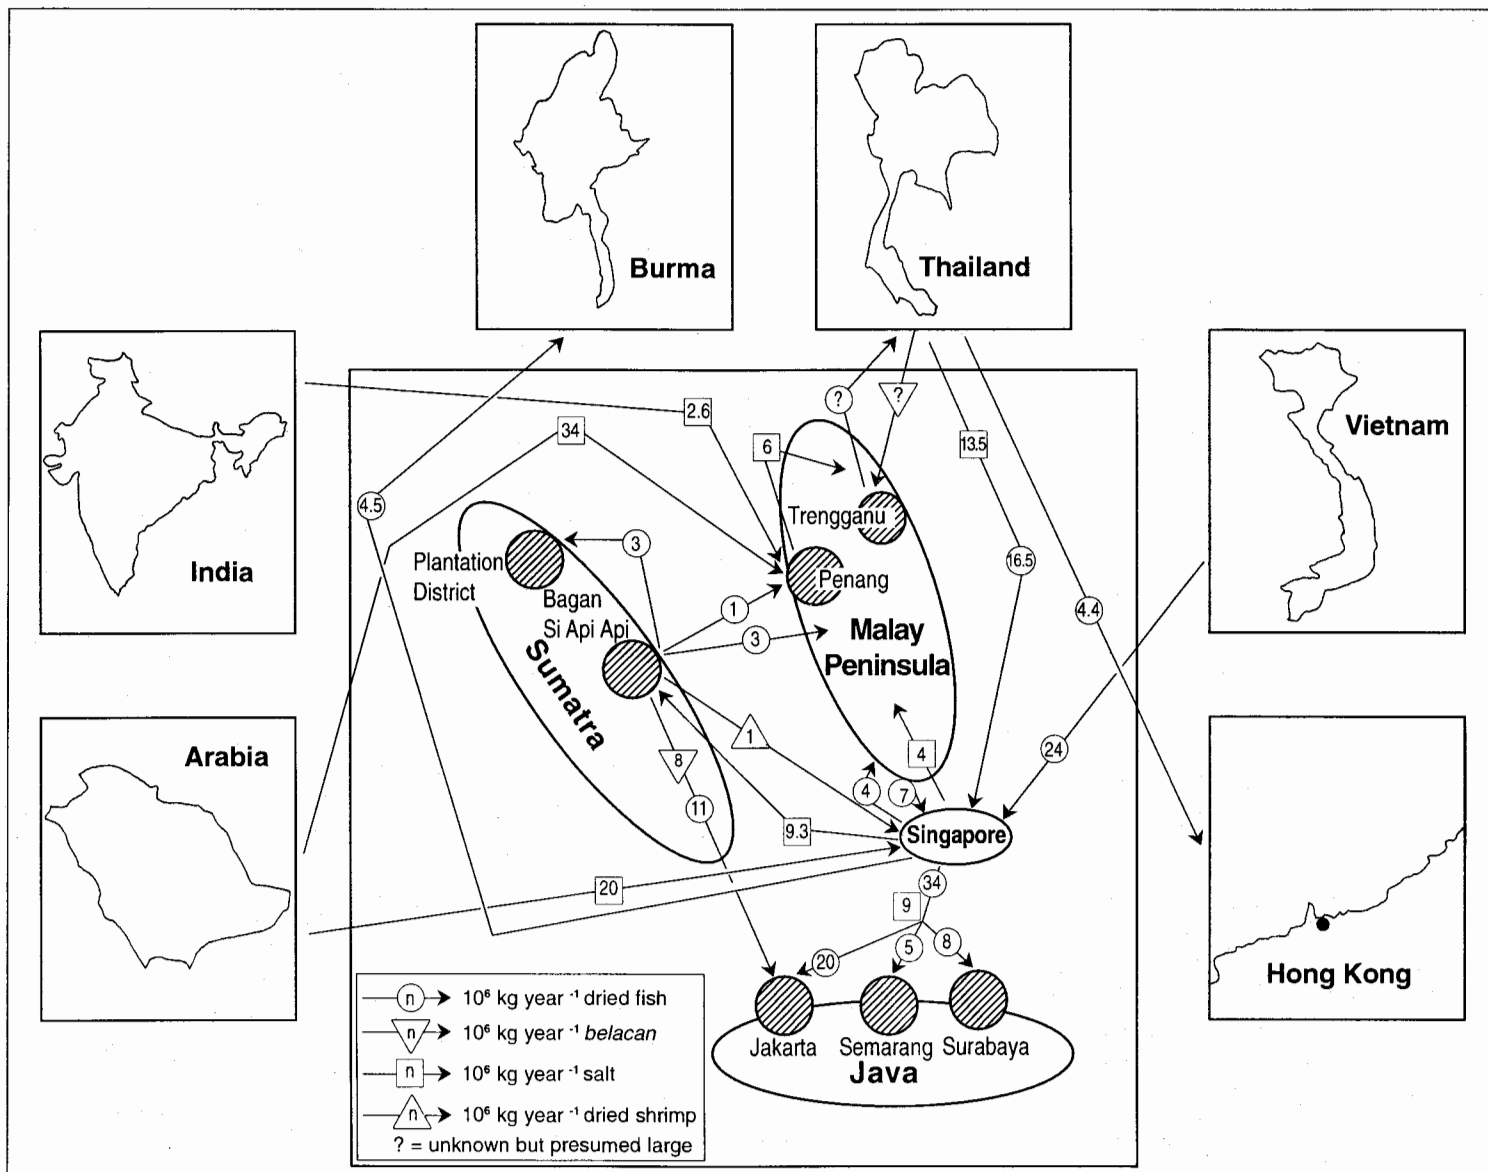 Burma
Thailand
India
Vietnam
Arabia
Hong Kong
2.6
34
6
?
?
13.5
4.5
Trengganu
3
Plantation
District
Penang
16.5
Bagan
Si Api Api
1
3
Malay
Peninsula
4.4
Sumatra
1
8
4
24
11
4
7
9.3
Singapore
20
34
9
20
5
8
Jakarta
Semarang
Surabaya
Java
n 10⁶ kg year ⁻¹ dried fish
n 10⁶ kg year ⁻¹ belacan
n 10⁶ kg year ⁻¹ salt
n 10⁶ kg year ⁻¹ dried shrimp
? = unknown but presumed large